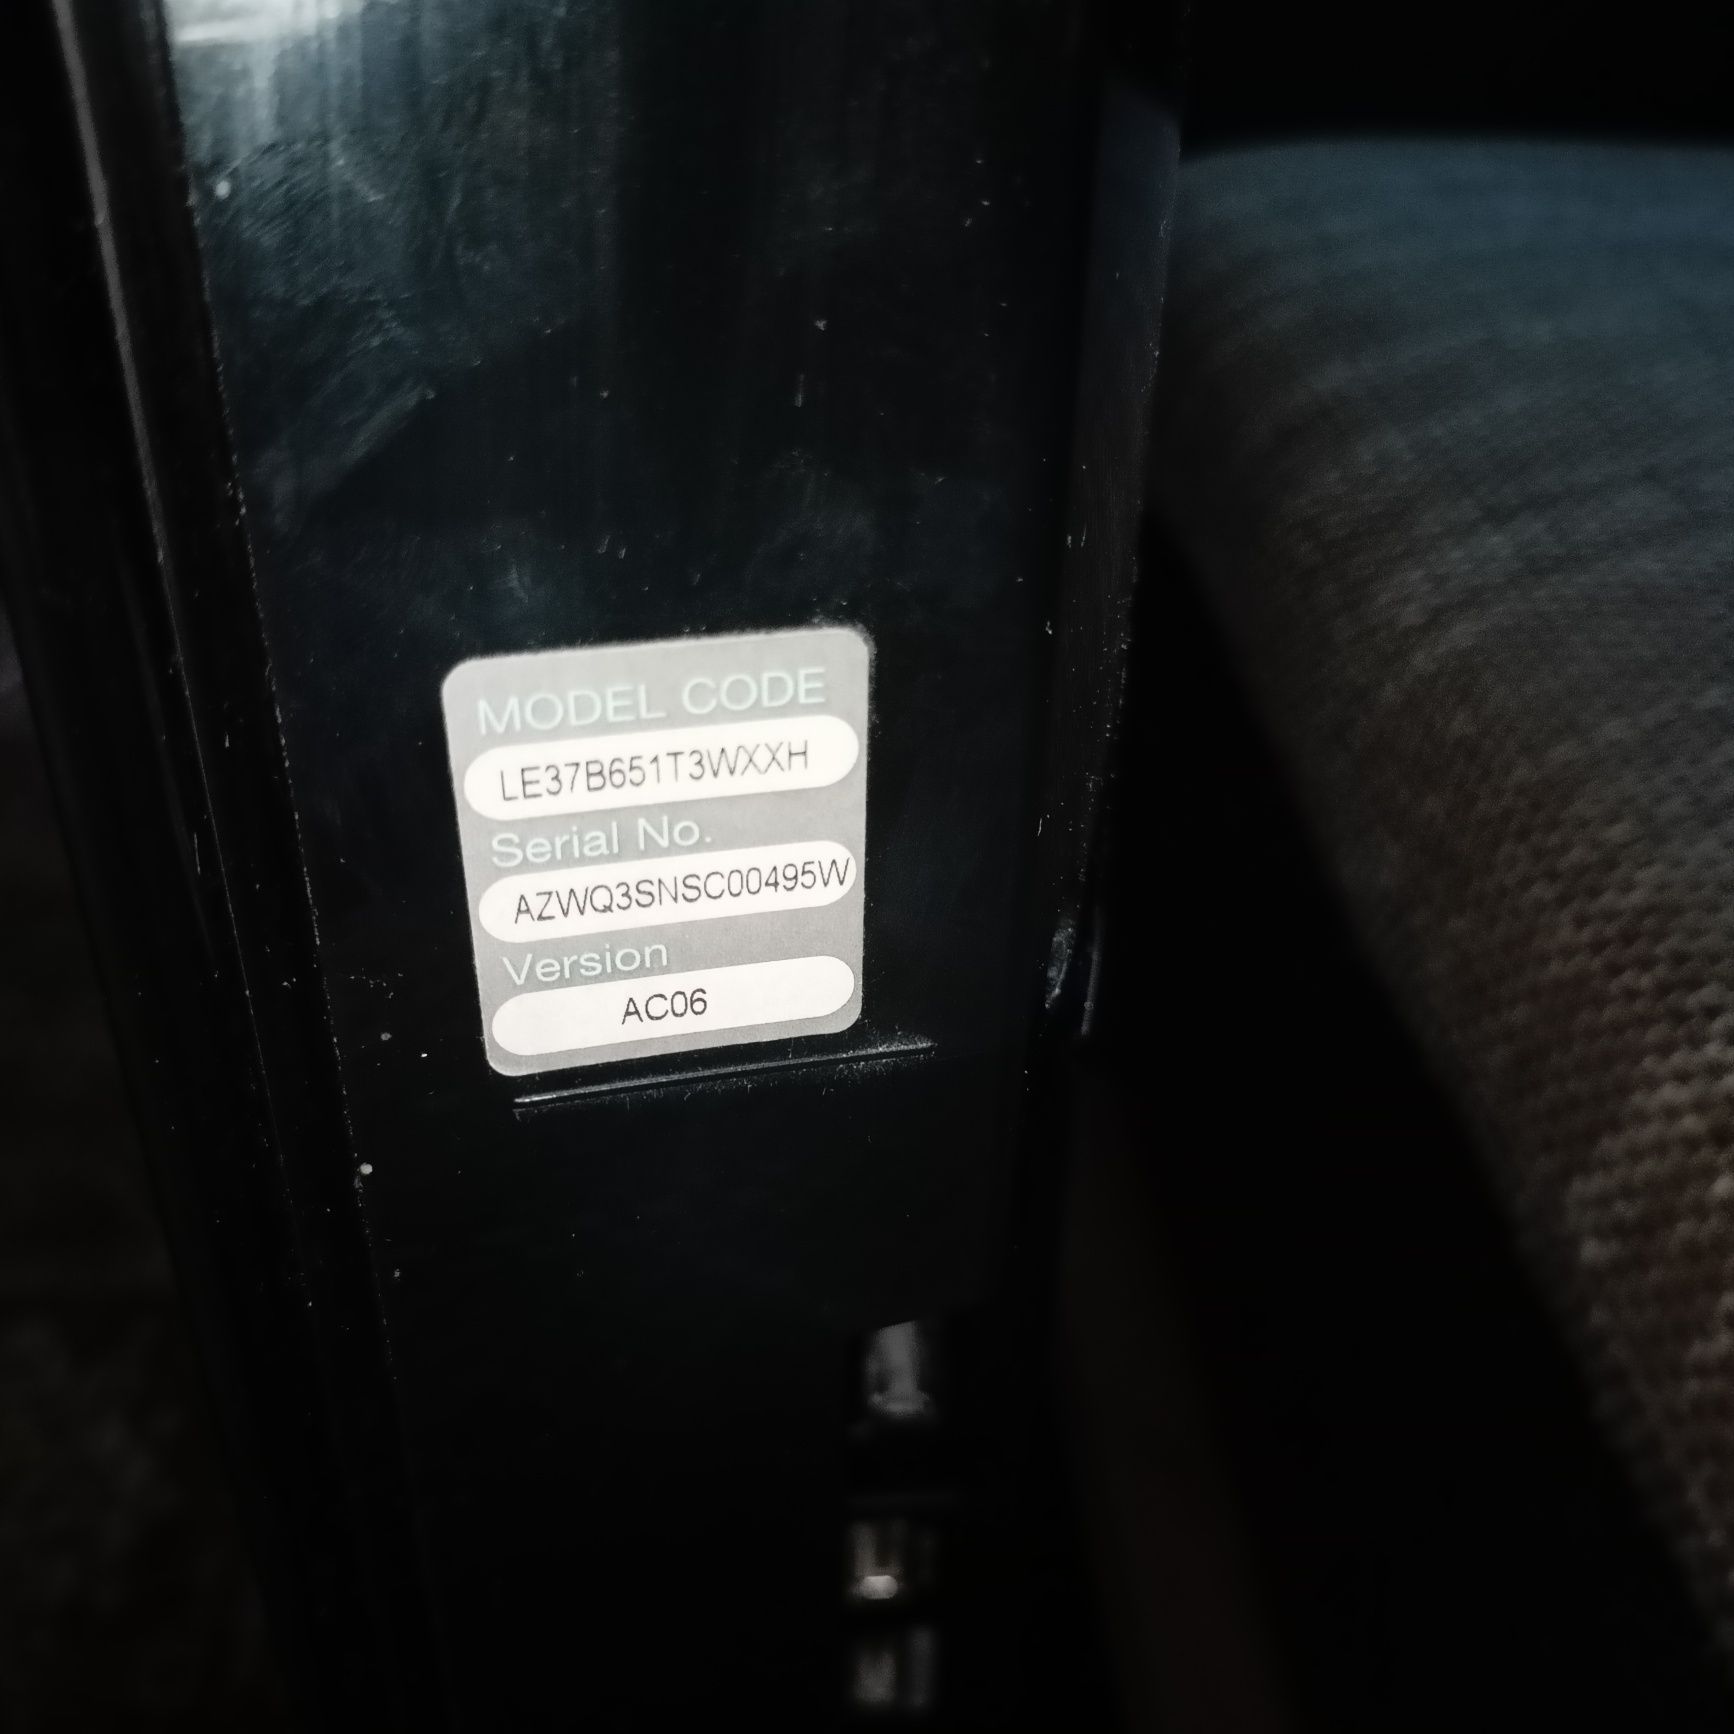 MODEL CODE
LE37B651T3WXXH
Serial No.
AZWQ3SNSC00495W
Version
AC06